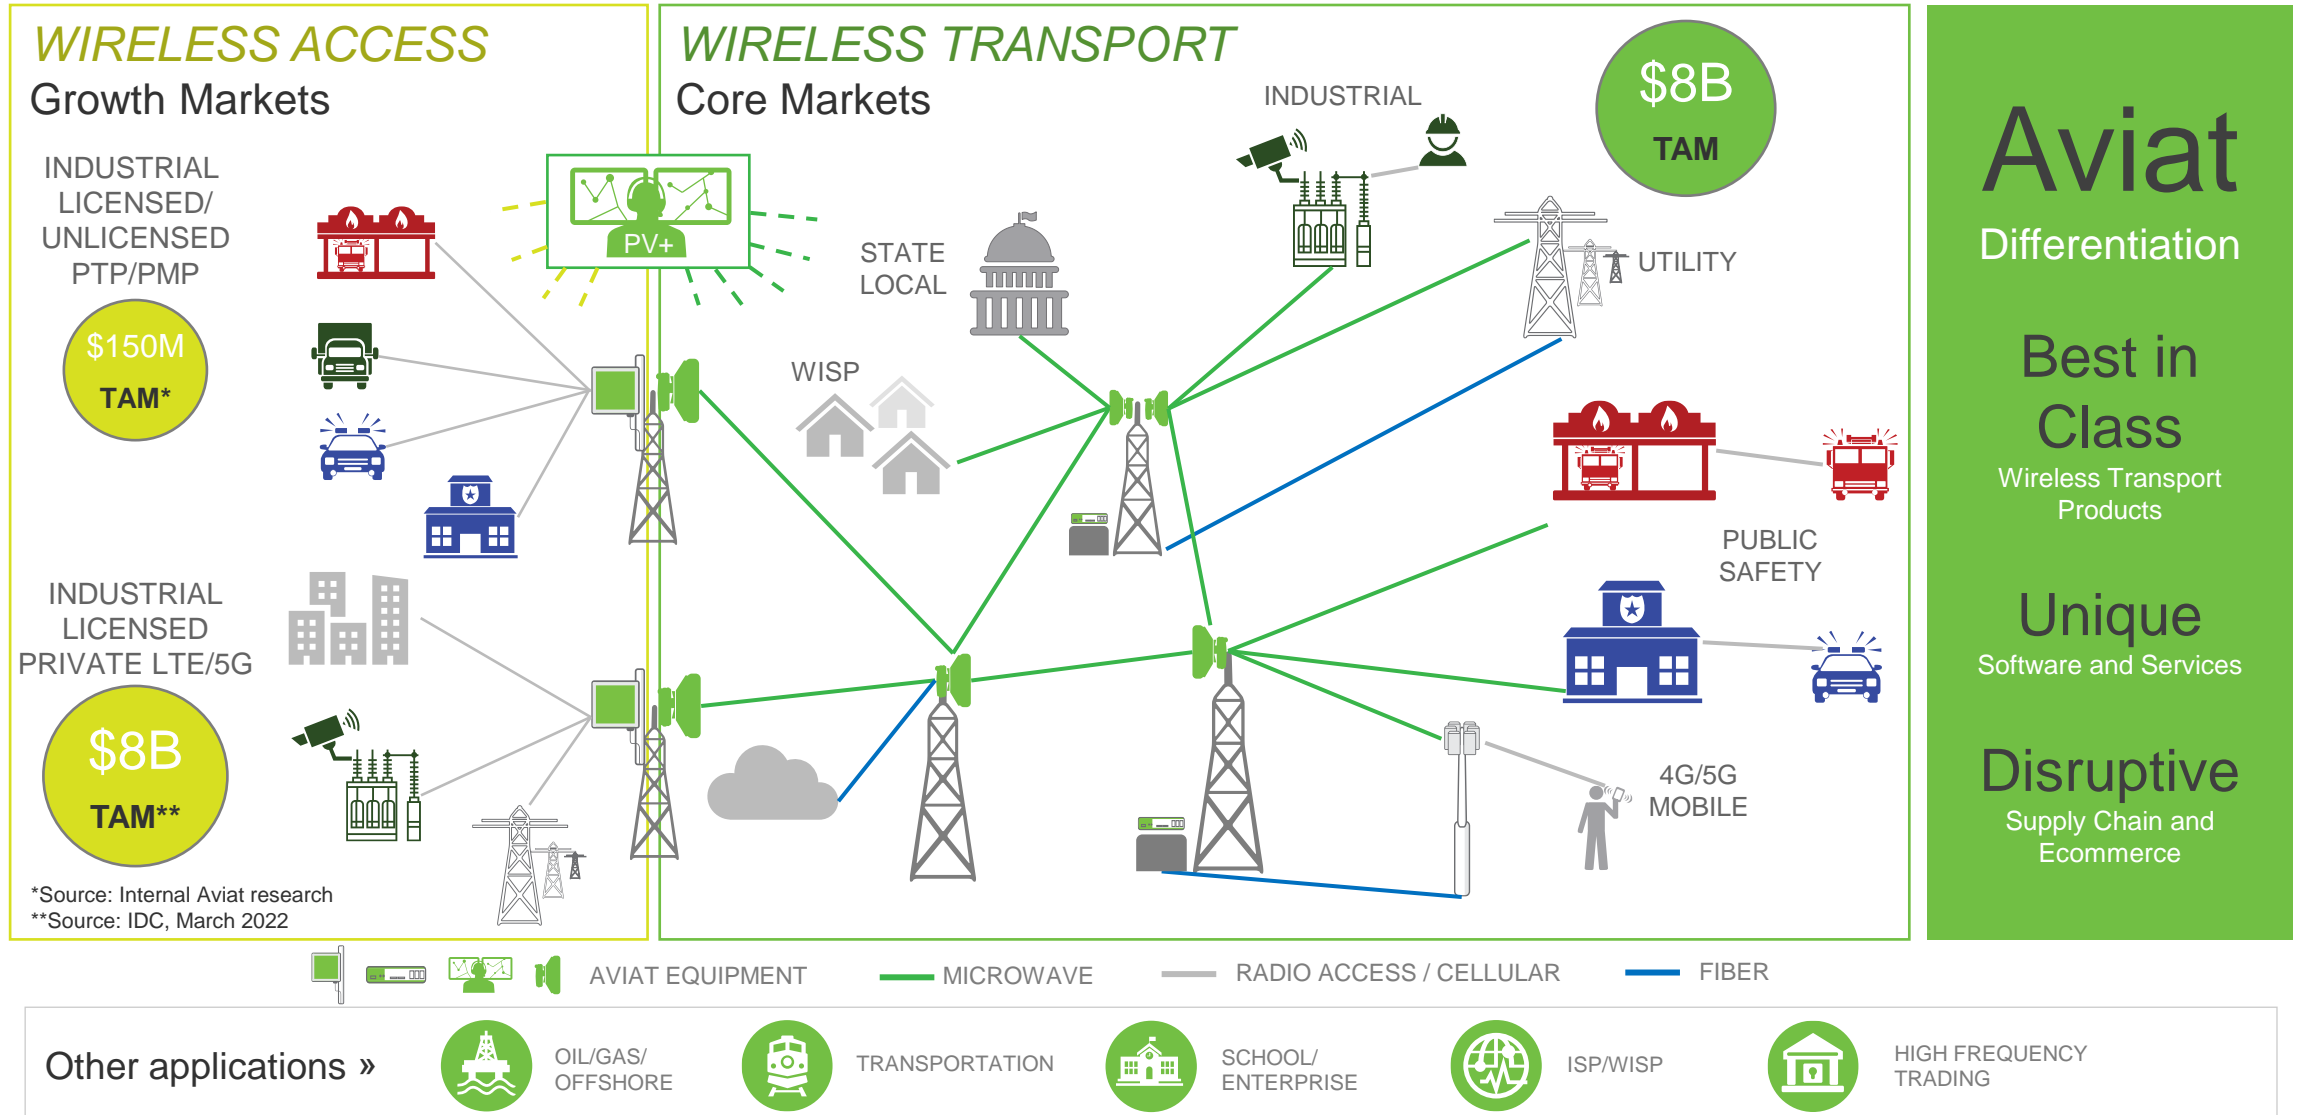 WIRELESS ACCESS
Growth Markets
INDUSTRIAL
LICENSED/
UNLICENSED
PTP/PMP
$150M
TAM*
INDUSTRIAL
LICENSED
PRIVATE LTE/5G
$8B
TAM**
*Source: Internal Aviat research
**Source: IDC, March 2022
PV+
WIRELESS TRANSPORT
Core Markets
$8B
TAM
INDUSTRIAL
STATE
LOCAL
UTILITY
WISP
PUBLIC
SAFETY
4G/5G
MOBILE
Aviat
Differentiation
Best in
Class
Wireless Transport
Products
Unique
Software and Services
Disruptive
Supply Chain and
Ecommerce
AVIAT EQUIPMENT
MICROWAVE
RADIO ACCESS / CELLULAR
FIBER
Other applications »
OIL/GAS/
OFFSHORE
TRANSPORTATION
SCHOOL/
ENTERPRISE
ISP/WISP
HIGH FREQUENCY
TRADING